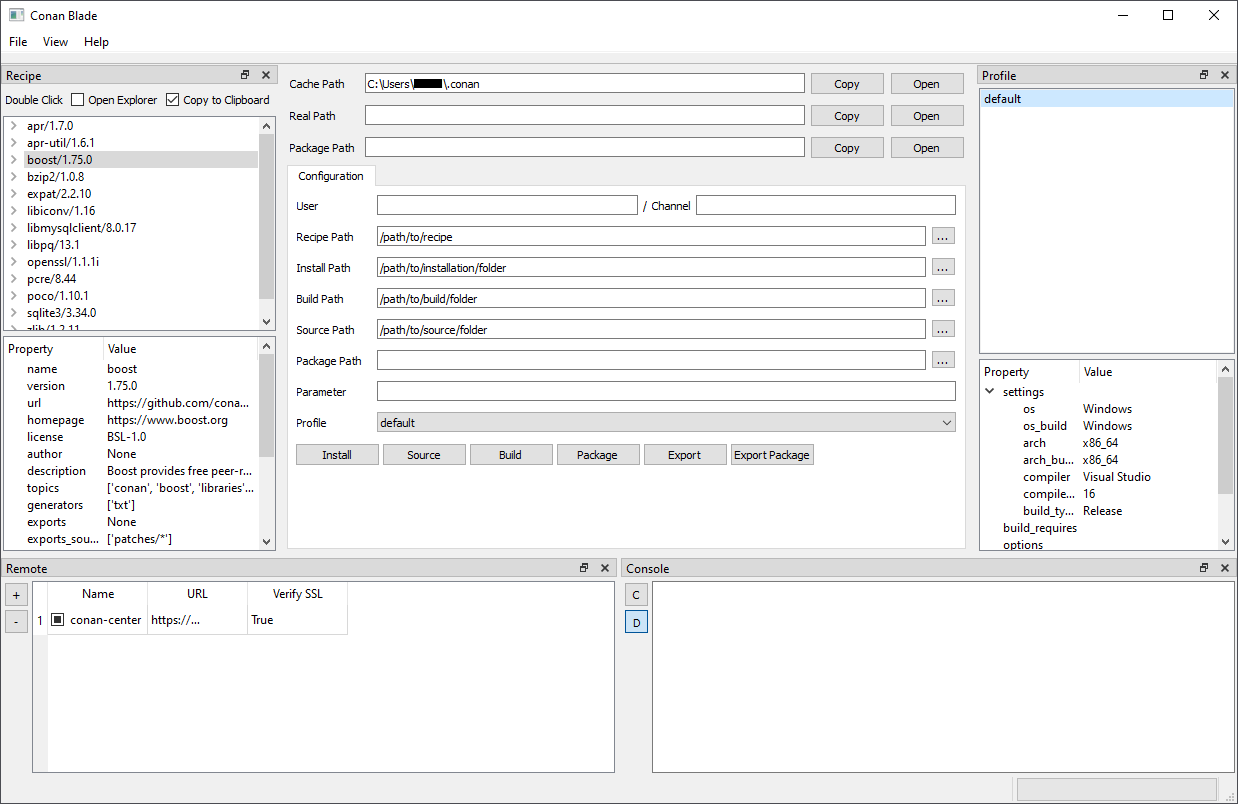 Conan Blade
File View Help
Recipe
Double Click Open Explorer Copy to Clipboard
apr/1.7.0
apr-util/1.6.1
boost/1.75.0
bzip2/1.0.8
expat/2.2.10
libiconv/1.16
libmysqlclient/8.0.17
libpq/13.1
openssl/1.1.1i
pcre/8.44
poco/1.10.1
sqlite3/3.34.0
zlib/1.2.11
Property Value
name boost
version 1.75.0
url https://github.com/cona...
homepage https://www.boost.org
license BSL-1.0
author None
description Boost provides free peer-r...
topics ['conan', 'boost', 'libraries'...
generators ['txt']
exports None
exports_sou... ['patches/*']
Cache Path C:\Users\ \.conan Copy Open
Real Path Copy Open
Package Path Copy Open
Configuration
User / Channel
Recipe Path /path/to/recipe ...
Install Path /path/to/installation/folder ...
Build Path /path/to/build/folder ...
Source Path /path/to/source/folder ...
Package Path ...
Parameter
Profile default
Install Source Build Package Export Export Package
Profile
default
Property Value
settings
os Windows
os_build Windows
arch x86_64
arch_bu... x86_64
compiler Visual Studio
compile... 16
build_ty... Release
build_requires
options
Remote
+
-
Name URL Verify SSL
1 conan-center https://... True
Console
C
D